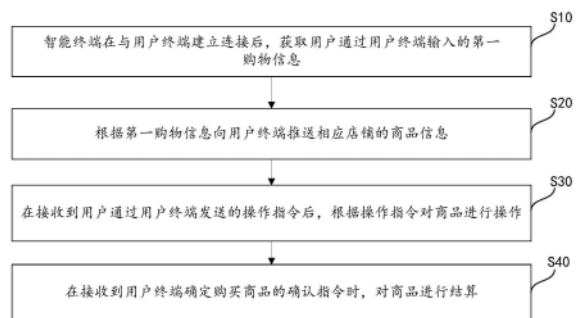 S10
智能终端在与用户终端建立连接后，获取用户通过用户终端输入的第一
购物信息
S20
根据第一购物信息向用户终端推送相应店铺的商品信息
S30
在接收到用户通过用户终端发送的操作指令后，根据操作指令对商品进行操作
S40
在接收到用户终端确定购买商品的确认指令时，对商品进行结算